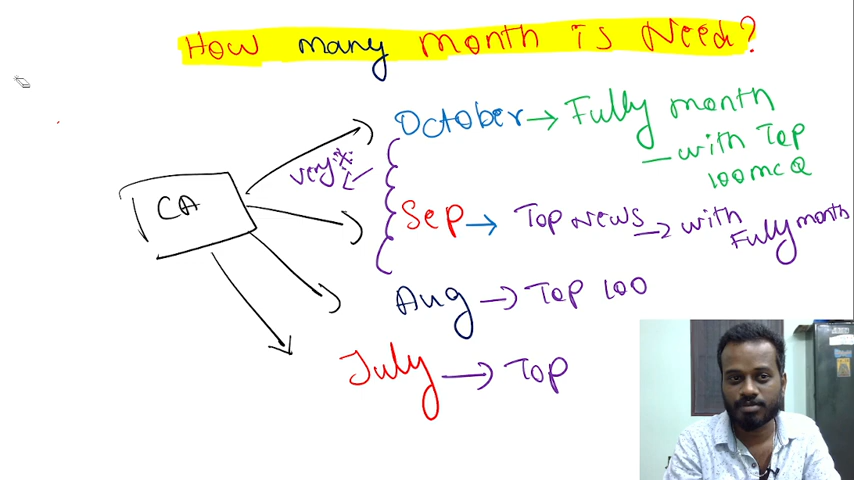 How many month is Need?
October → Fully month
– with Top
100 mcQ
very :*:
CA
Sep → Top News → with
Fully month
Aug → Top 100
July → Top